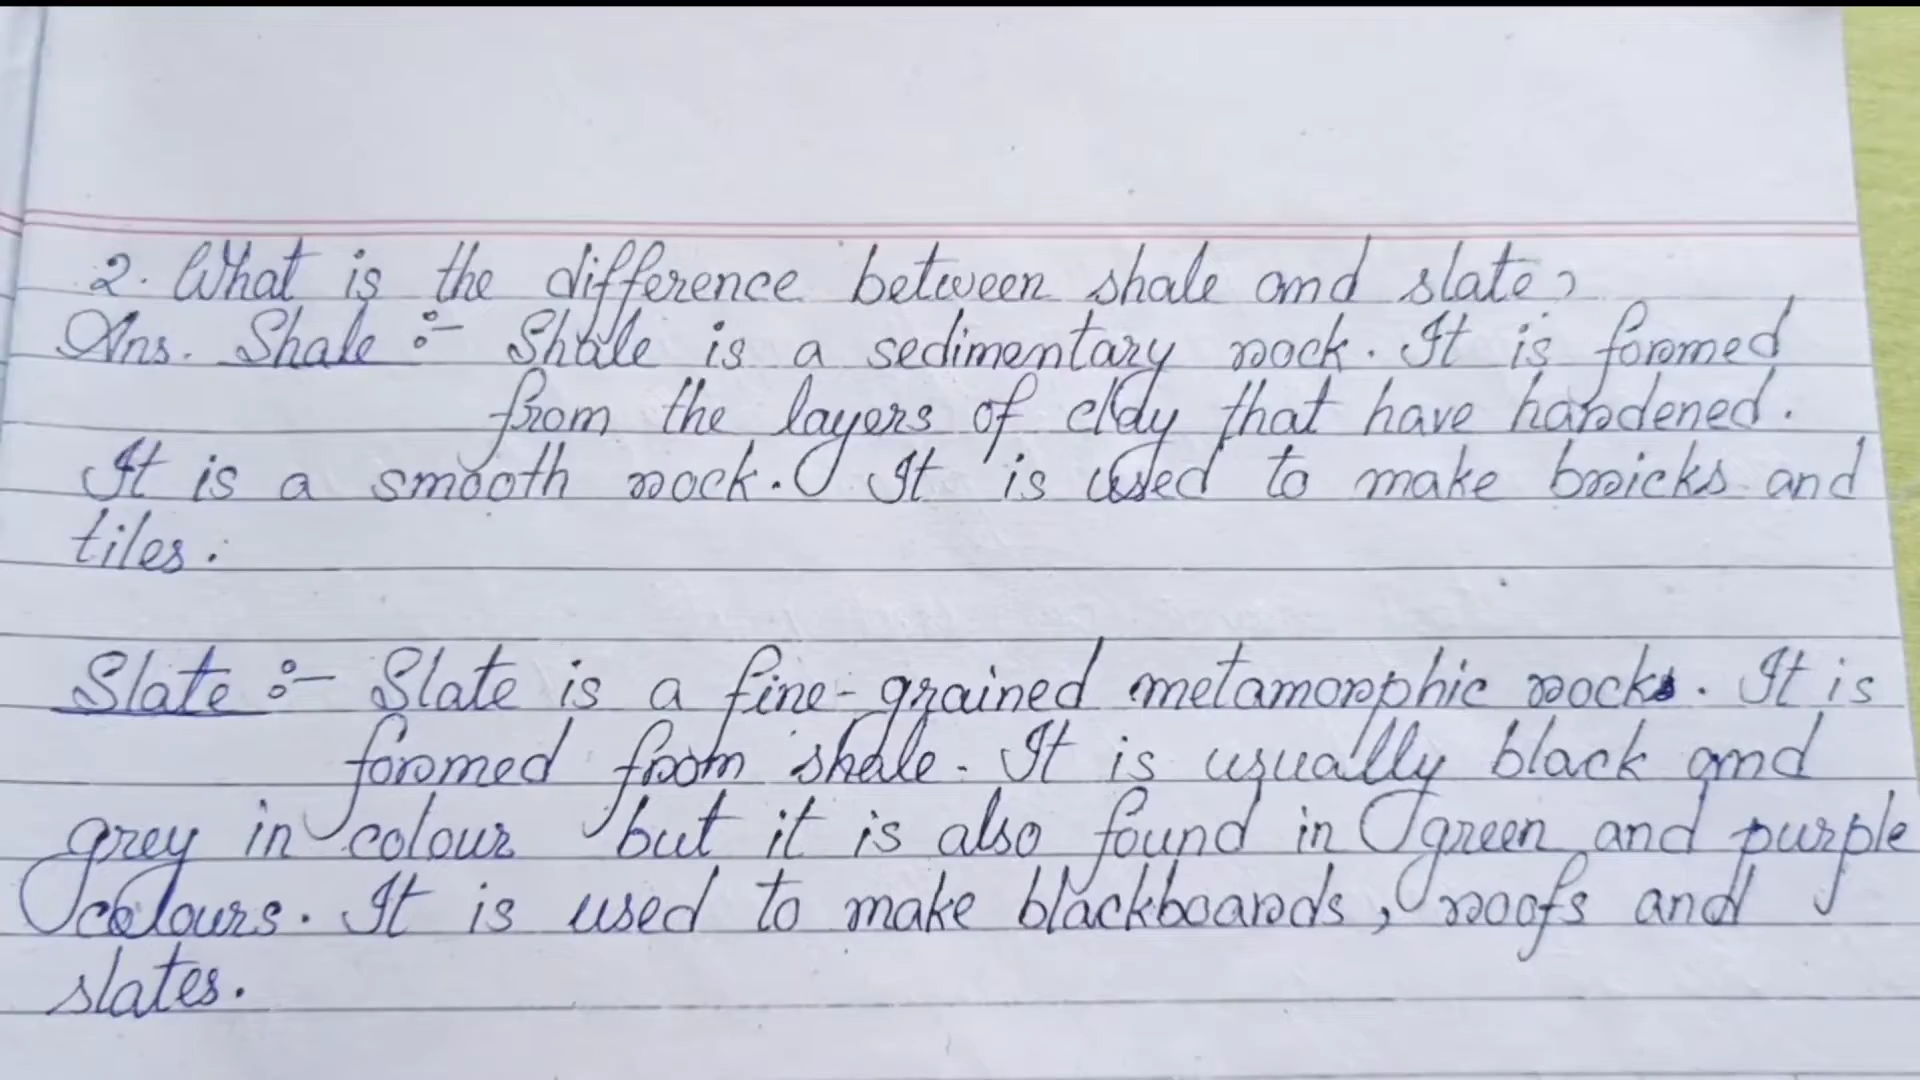 2. What is the difference between shale and slate?
Ans. Shale :- Shale is a sedimentary rock. It is formed
from the layers of clay that have hardened.
It is a smooth rock. It is used to make bricks and
tiles.
Slate :- Slate is a fine-grained metamorphic rocks. It is
formed from shale. It is usually black and
grey in colour but it is also found in green and purple
colours. It is used to make blackboards, roofs and
slates.